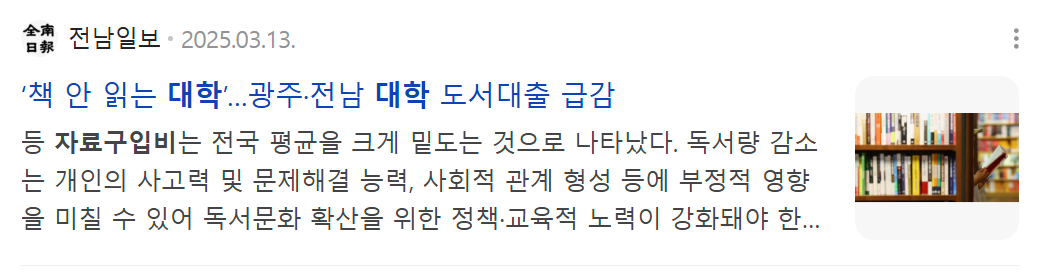 全南
日報
전남일보 · 2025.03.13.
‘책 안 읽는 대학’…광주·전남 대학 도서대출 급감
등 자료구입비는 전국 평균을 크게 밑도는 것으로 나타났다. 독서량 감소
는 개인의 사고력 및 문제해결 능력, 사회적 관계 형성 등에 부정적 영향
을 미칠 수 있어 독서문화 확산을 위한 정책·교육적 노력이 강화돼야 한...